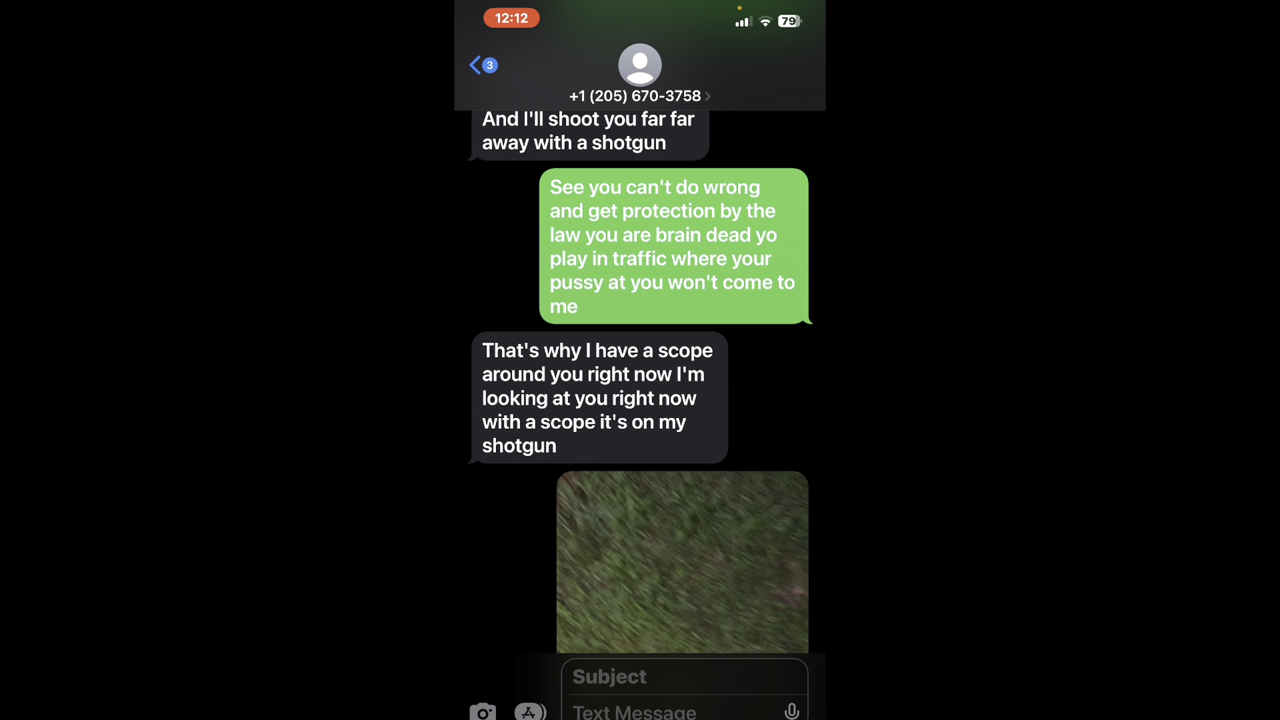 12:12
79
3
+1 (205) 670-3758
And I'll shoot you far far
away with a shotgun
See you can't do wrong
and get protection by the
law you are brain dead yo
play in traffic where your
pussy at you won't come to
me
That's why I have a scope
around you right now I'm
looking at you right now
with a scope it's on my
shotgun
Subject
Text Message